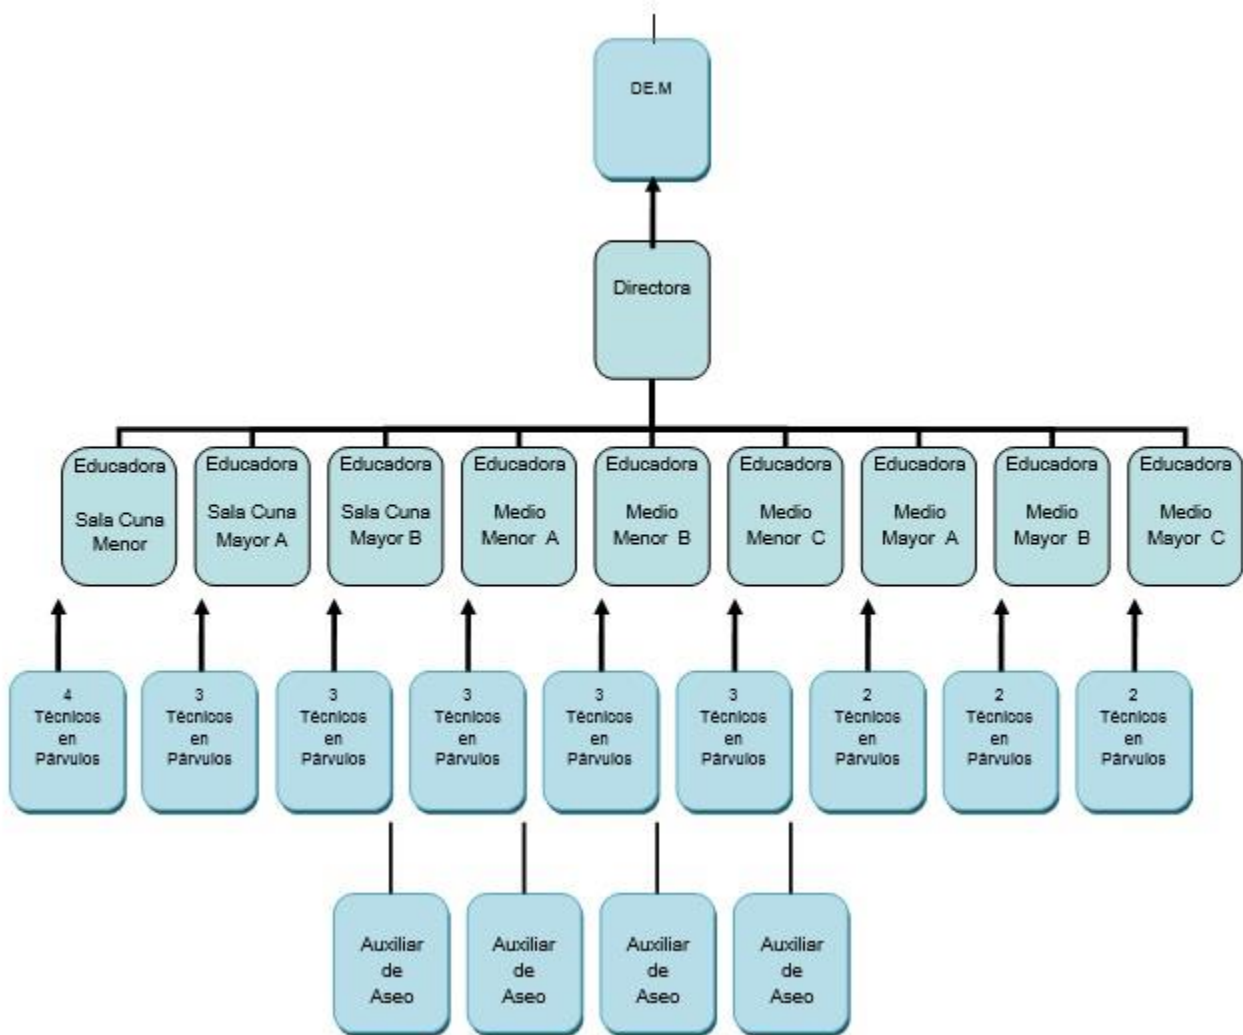 DE.M
Directora
Educadora
Sala Cuna
Menor
Educadora
Sala Cuna
Mayor A
Educadora
Sala Cuna
Mayor B
Educadora
Medio
Menor A
Educadora
Medio
Menor B
Educadora
Medio
Menor C
Educadora
Medio
Mayor A
Educadora
Medio
Mayor B
Educadora
Medio
Mayor C
4
Técnicos
en
Párvulos
3
Técnicos
en
Párvulos
3
Técnicos
en
Párvulos
3
Técnicos
en
Párvulos
3
Técnicos
en
Párvulos
3
Técnicos
en
Párvulos
2
Técnicos
en
Párvulos
2
Técnicos
en
Párvulos
2
Técnicos
en
Párvulos
Auxiliar
de
Aseo
Auxiliar
de
Aseo
Auxiliar
de
Aseo
Auxiliar
de
Aseo